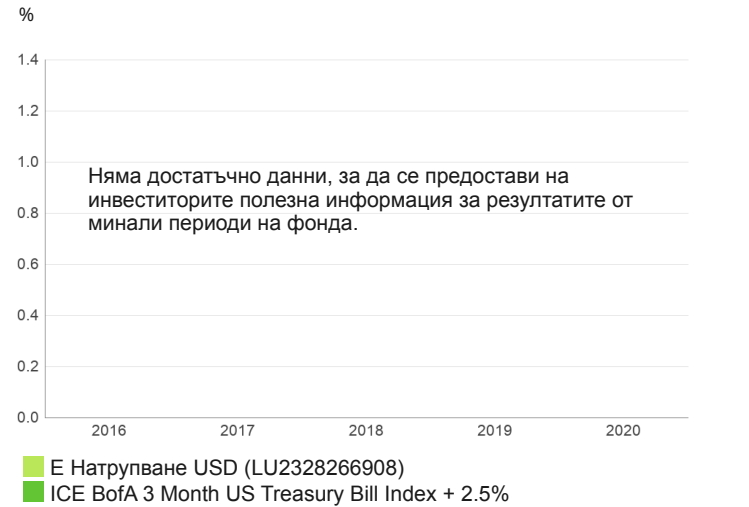 %
1.4
1.2
1.0
Няма достатъчно данни, за да се предостави на
инвеститорите полезна информация за резултатите от
минали периоди на фонда.
0.8
0.6
0.4
0.2
0.0
2016 2017 2018 2019 2020
Е Натрупване USD (LU2328266908)
ICE BofA 3 Month US Treasury Bill Index + 2.5%